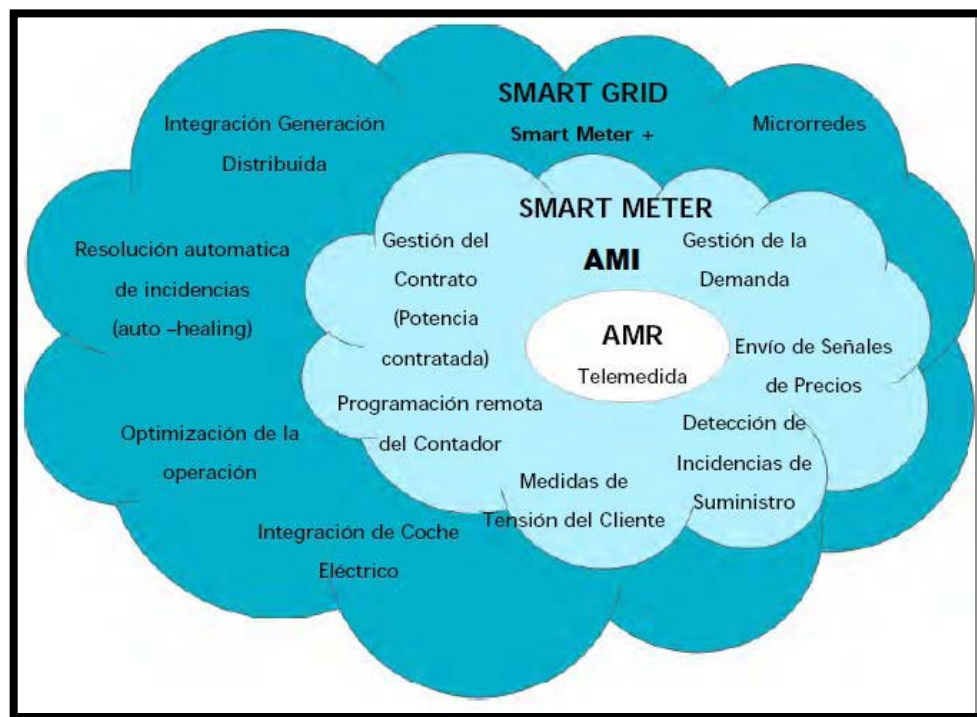 SMART GRID
Smart Meter +
Integración Generación
Distribuida
Microrredes
Resolución automatica
de incidencias
(auto –healing)
Optimización de la
operación
Integración de Coche
Eléctrico
SMART METER
AMI
Gestión del
Contrato
(Potencia
contratada)
Gestión de la
Demanda
AMR
Telemedida
Envío de Señales
de Precios
Programación remota
del Contador
Detección de
Incidencias de
Suministro
Medidas de
Tensión del Cliente